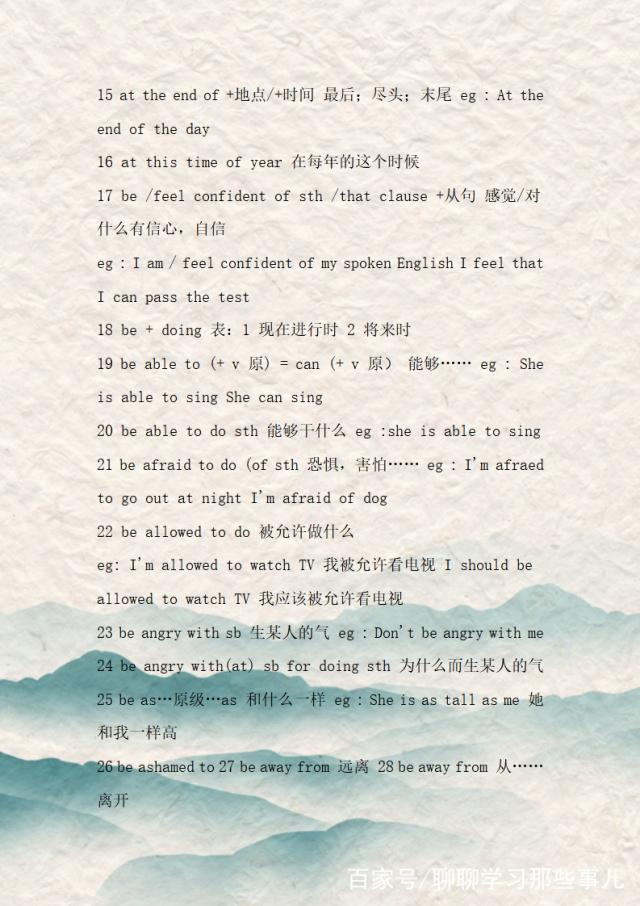 15 at the end of +地点/+时间 最后；尽头；末尾 eg : At the
end of the day
16 at this time of year 在每年的这个时候
17 be /feel confident of sth /that clause +从句 感觉/对
什么有信心，自信
eg : I am / feel confident of my spoken English I feel that
I can pass the test
18 be + doing 表：1 现在进行时 2 将来时
19 be able to (+ v 原) = can (+ v 原） 能够…… eg : She
is able to sing She can sing
20 be able to do sth 能够干什么 eg :she is able to sing
21 be afraid to do (of sth 恐惧，害怕…… eg : I'm afraed
to go out at night I'm afraid of dog
22 be allowed to do 被允许做什么
eg: I'm allowed to watch TV 我被允许看电视 I should be
allowed to watch TV 我应该被允许看电视
23 be angry with sb 生某人的气 eg : Don't be angry with me
24 be angry with(at) sb for doing sth 为什么而生某人的气
25 be as…原级…as 和什么一样 eg : She is as tall as me 她
和我一样高
26 be ashamed to 27 be away from 远离 28 be away from 从……
离开
百家号/聊聊学习那些事儿